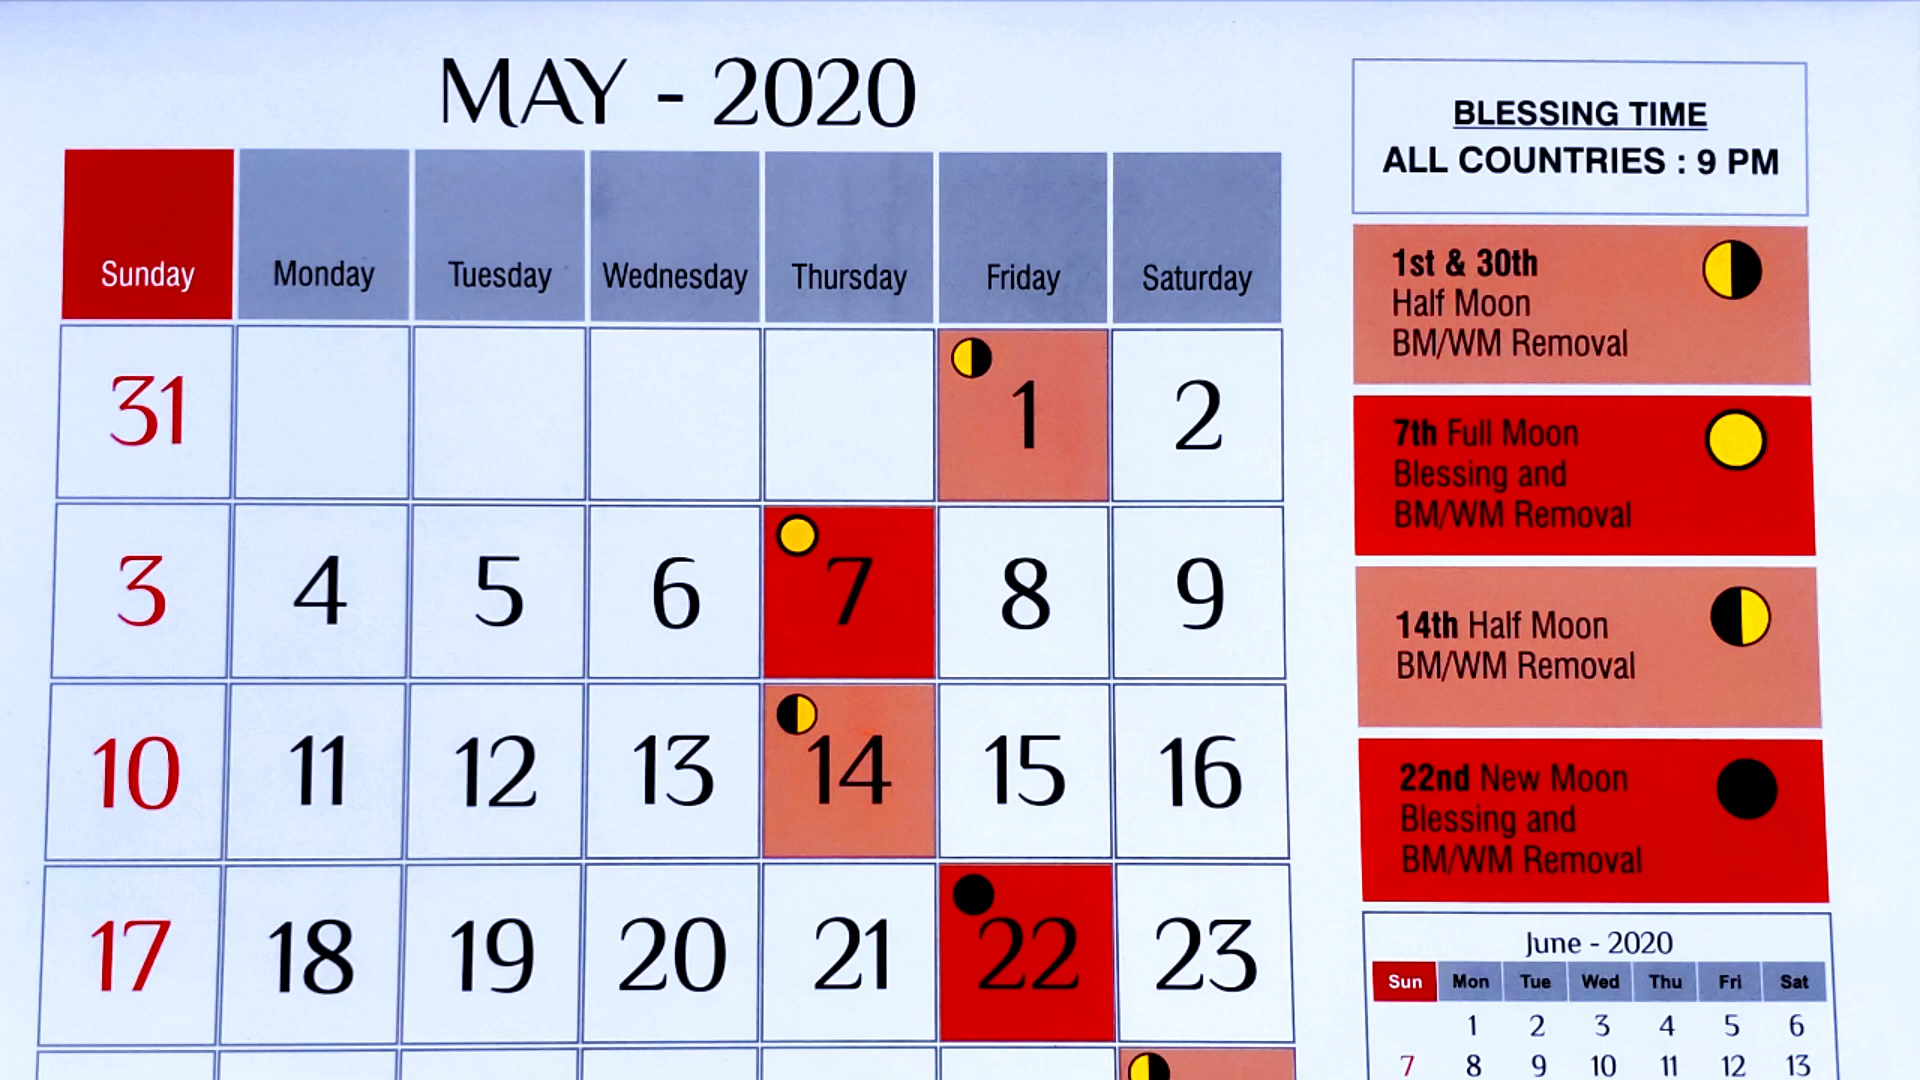 MAY - 2020
Sunday Monday Tuesday Wednesday Thursday Friday Saturday
31 1 2
3 4 5 6 7 8 9
10 11 12 13 14 15 16
17 18 19 20 21 22 23
BLESSING TIME
ALL COUNTRIES : 9 PM
1st & 30th
Half Moon
BM/WM Removal
7th Full Moon
Blessing and
BM/WM Removal
14th Half Moon
BM/WM Removal
22nd New Moon
Blessing and
BM/WM Removal
June - 2020
Sun Mon Tue Wed Thu Fri Sat
1 2 3 4 5 6
7 8 9 10 11 12 13